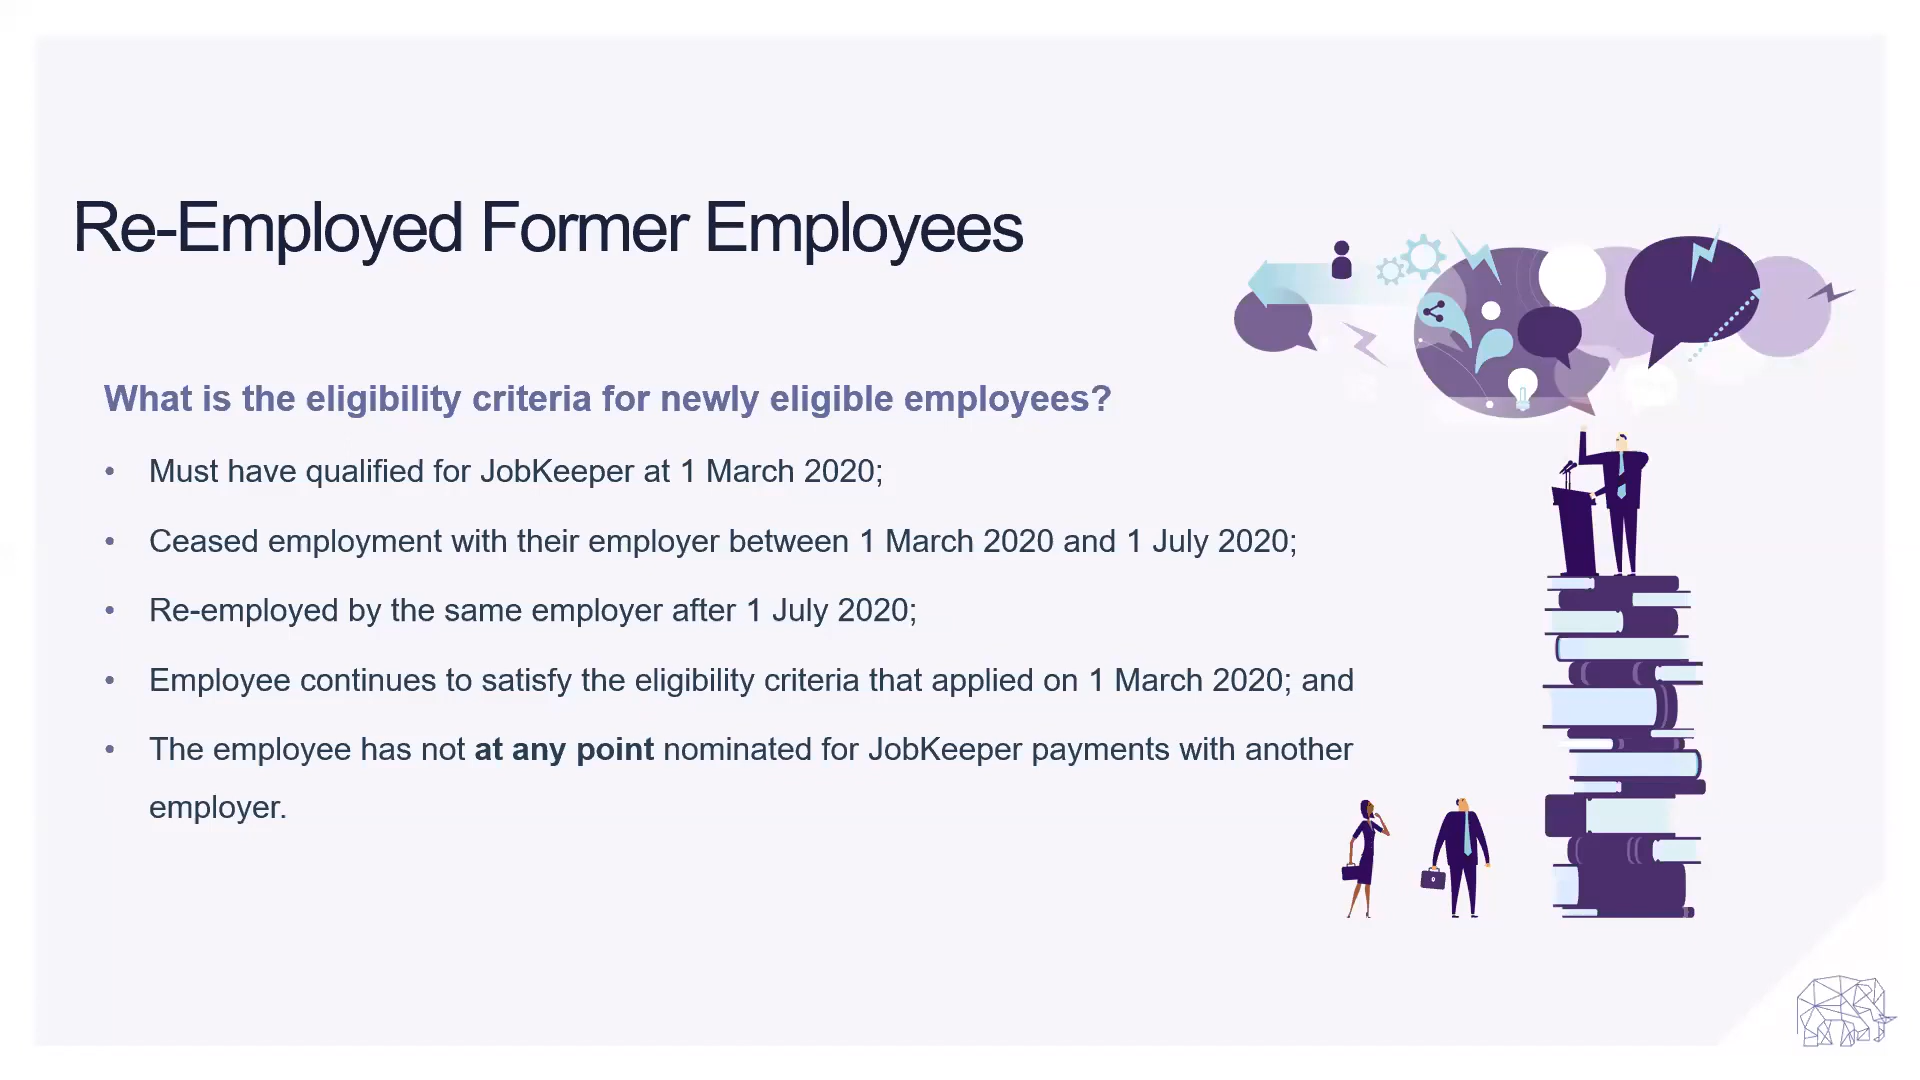 Re-Employed Former Employees
What is the eligibility criteria for newly eligible employees?
• Must have qualified for JobKeeper at 1 March 2020;
• Ceased employment with their employer between 1 March 2020 and 1 July 2020;
• Re-employed by the same employer after 1 July 2020;
• Employee continues to satisfy the eligibility criteria that applied on 1 March 2020; and
• The employee has not at any point nominated for JobKeeper payments with another
employer.